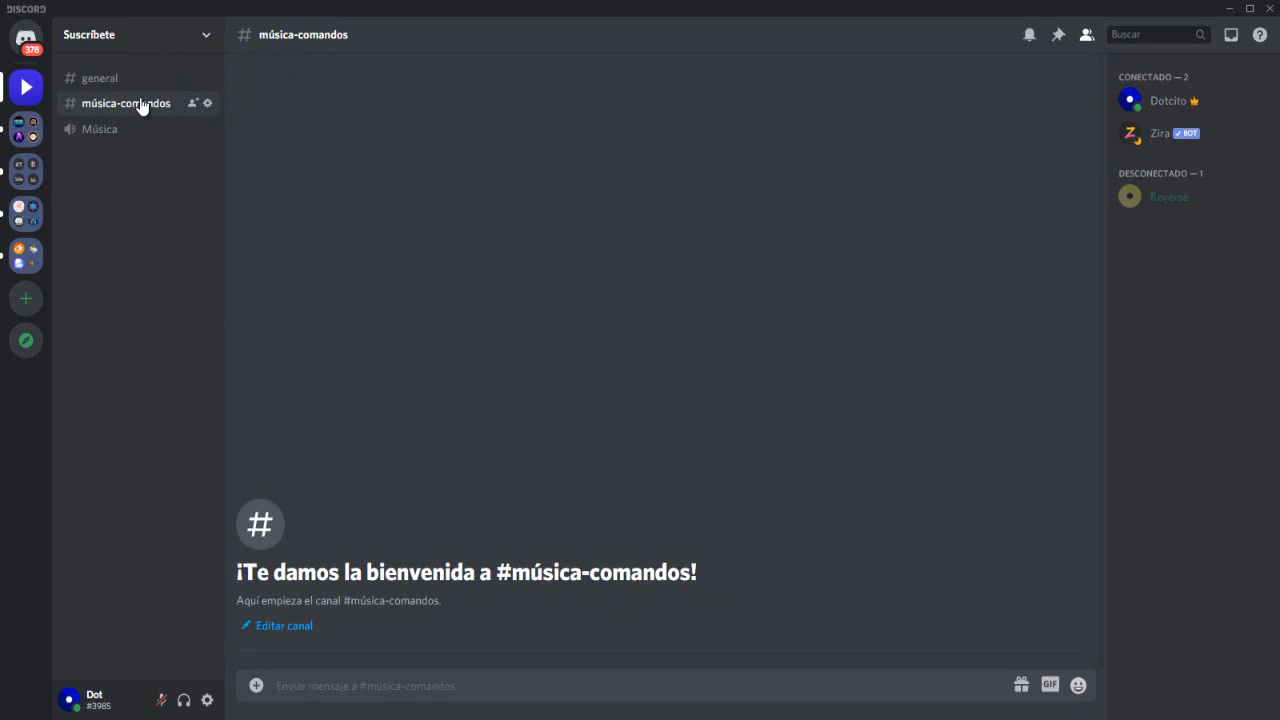 DISCORD
378
Suscríbete
general
música-comandos
Música
Dot
#3985
música-comandos
Buscar
¡Te damos la bienvenida a #música-comandos!
Aquí empieza el canal #música-comandos.
Editar canal
Enviar mensaje a #música-comandos
GIF
CONECTADO — 2
Dotcito
Zira ✓ BOT
DESCONECTADO — 1
Reverse